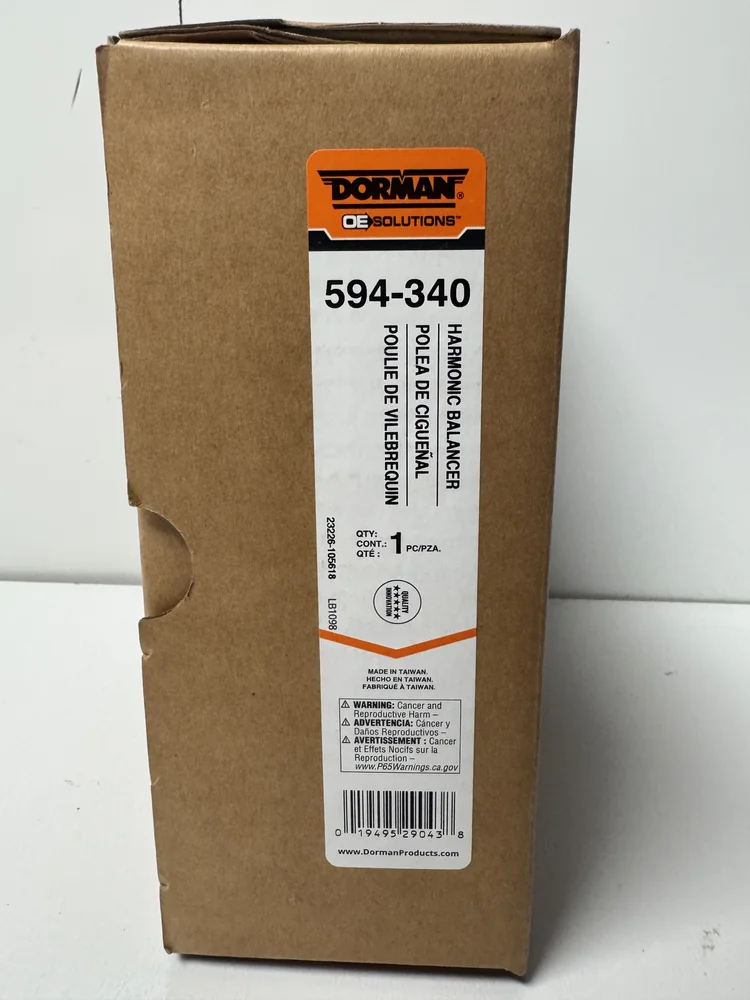 DORMAN®
OE SOLUTIONS™
594-340
HARMONIC BALANCER
POLEA DE CIGUEÑAL
POULIE DE VILEBREQUIN
QTY:
CONT.: 1 PC/PZA.
QTÉ :
23226-105618 LB1098
QUALITY
INNOVATION
MADE IN TAIWAN.
HECHO EN TAIWAN.
FABRIQUÉ À TAIWAN.
WARNING: Cancer and
Reproductive Harm –
ADVERTENCIA: Cáncer y
Daños Reproductivos –
AVERTISSEMENT : Cancer
et Effets Nocifs sur la
Reproduction –
www.P65Warnings.ca.gov
0 19495 29043 8
www.DormanProducts.com